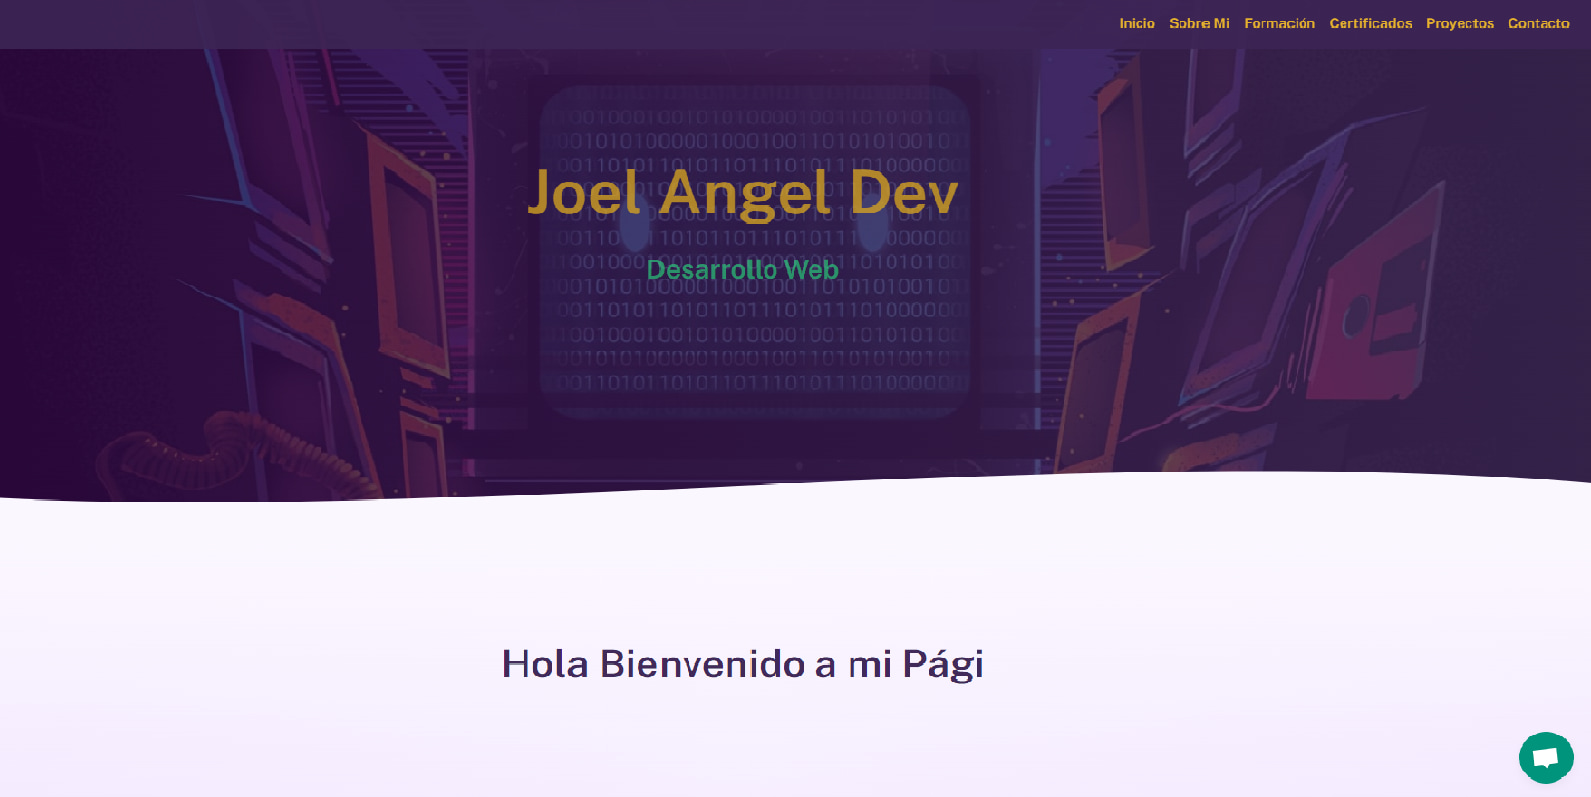 Inicio Sobre Mi Formación Certificados Proyectos Contacto
Joel Angel Dev
Desarrollo Web
Hola Bienvenido a mi Pági